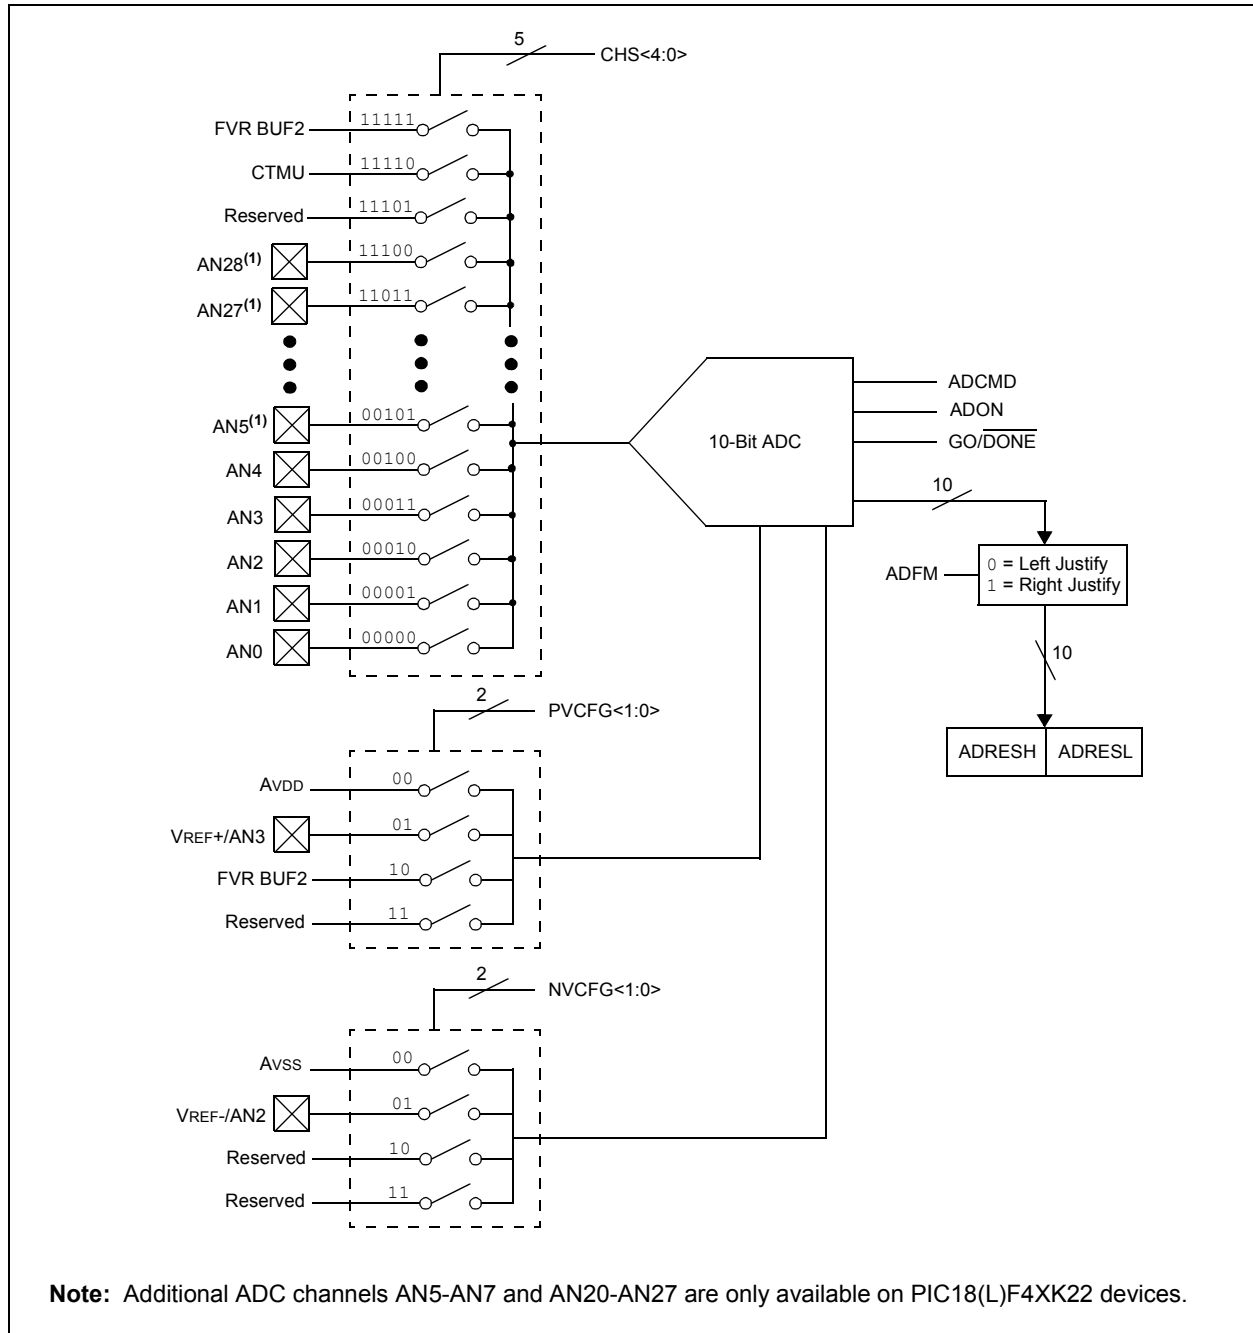 5
CHS<4:0>
FVR BUF2
11111
CTMU
11110
Reserved
11101
AN28(1)
11100
AN27(1)
11011
ADCMD
AN5(1)
00101
ADON
10-Bit ADC
GO/DONE
AN4
00100
10
AN3
00011
AN2
00010
ADFM
0 = Left Justify
1 = Right Justify
AN1
00001
AN0
00000
10
2
PVCFG<1:0>
ADRESH
ADRESL
AVDD
00
VREF+/AN3
01
FVR BUF2
10
Reserved
11
2
NVCFG<1:0>
AVSS
00
VREF-/AN2
01
Reserved
10
Reserved
11
Note: Additional ADC channels AN5-AN7 and AN20-AN27 are only available on PIC18(L)F4XK22 devices.